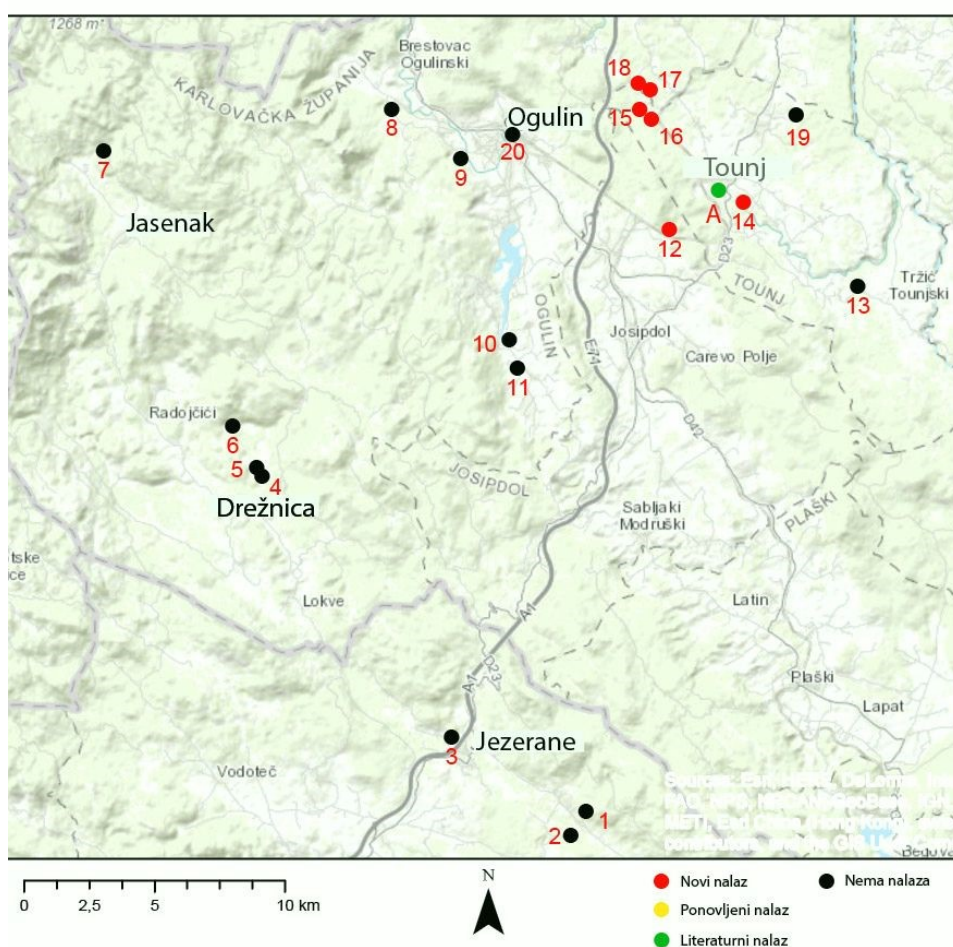 1268 m
Brestovac
Ogulinski
KARLOVAČKA ŽUPANIJA
18
17
8
Ogulin
15
16
19
20
7
9
Tounj
Jasenak
A
14
12
D23
Tržić
Tounjski
TOUNJ
13
OGULIN
10
Josipdol
E74
Carevo Polje
11
Radojčići
D42
6
5
4
JOSIPDOL
Drežnica
Sabljaki
Modruški
PLAŠKI
Lokve
A1
Latin
D23
Plaški
A1
Lapat
Jezerane
3
Vodoteč
1
2
N
0
2,5
5
10 km
Novi nalaz
Nema nalaza
Ponovljeni nalaz
Literaturni nalaz